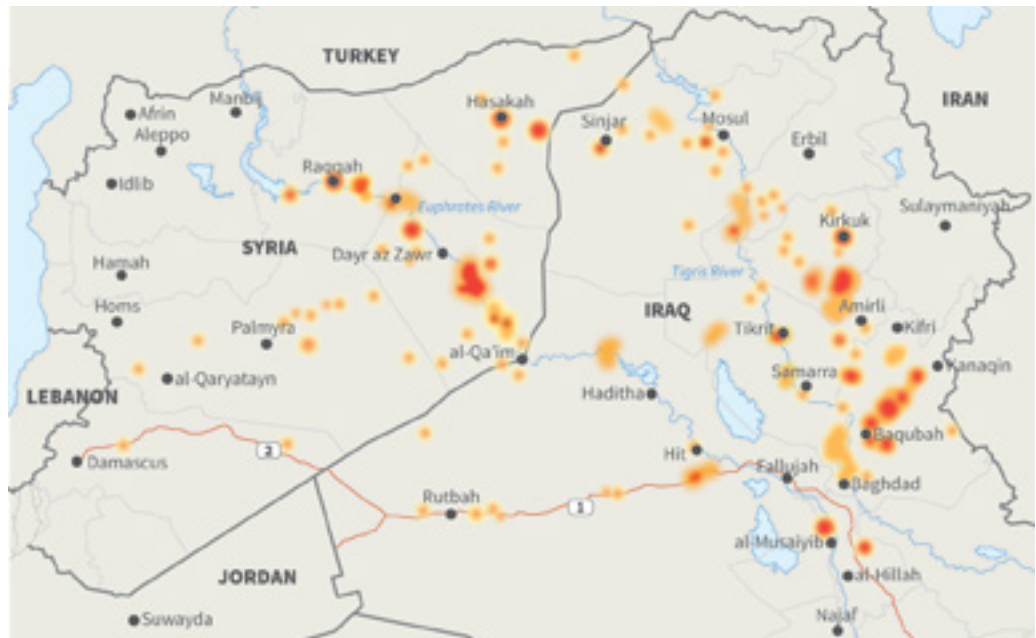 TURKEY
IRAN
Manbij
Afrin
Aleppo
Hasakah
Sinjar
Mosul
Erbil
Idlib
Raqqah
Euphrates River
Sulaymaniyah
Kirkuk
SYRIA
Dayr az Zawr
Hamah
Tigris River
Homs
IRAQ
Amirli
Palmyra
Tikrit
Kifri
al-Qa'im
Kanaqin
al-Qaryatayn
Samarra
LEBANON
Haditha
Baqubah
2
Damascus
Hit
Fallujah
Baghdad
Rutbah
1
al-Musaiyib
JORDAN
al-Hillah
Suwayda
Najaf